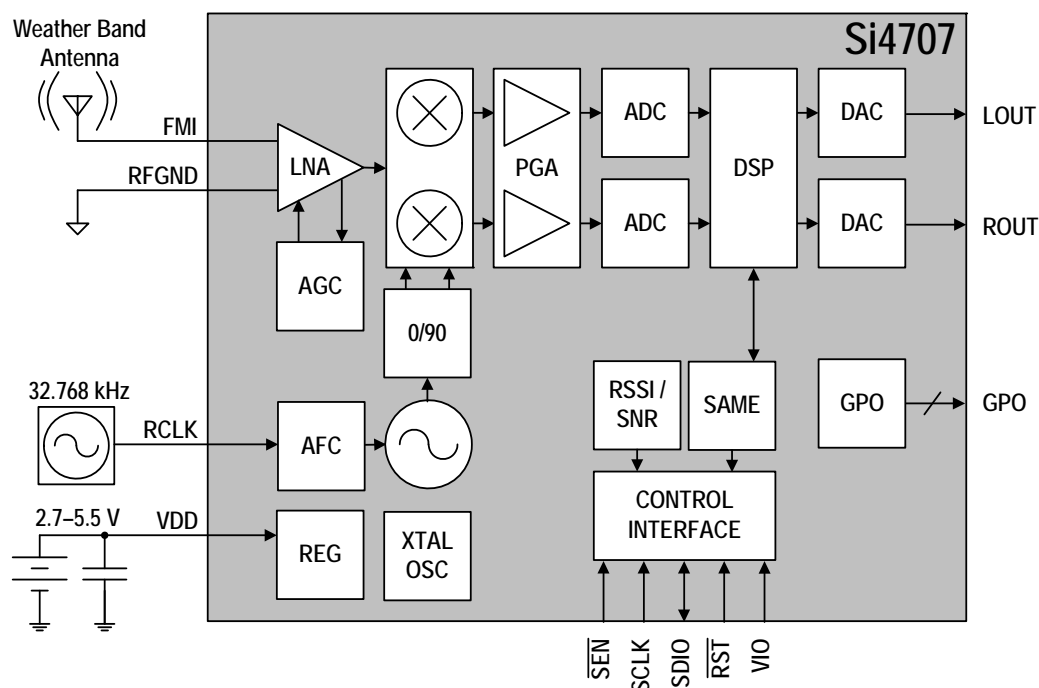 Weather Band
Antenna
Si4707
FMI
RFGND
LNA
AGC
0/90
PGA
ADC
ADC
DSP
DAC
DAC
LOUT
ROUT
32.768 kHz
RCLK
AFC
RSSI /
SNR
SAME
GPO
GPO
2.7–5.5 V
VDD
REG
XTAL
OSC
CONTROL
INTERFACE
SEN
SCLK
SDIO
RST
VIO